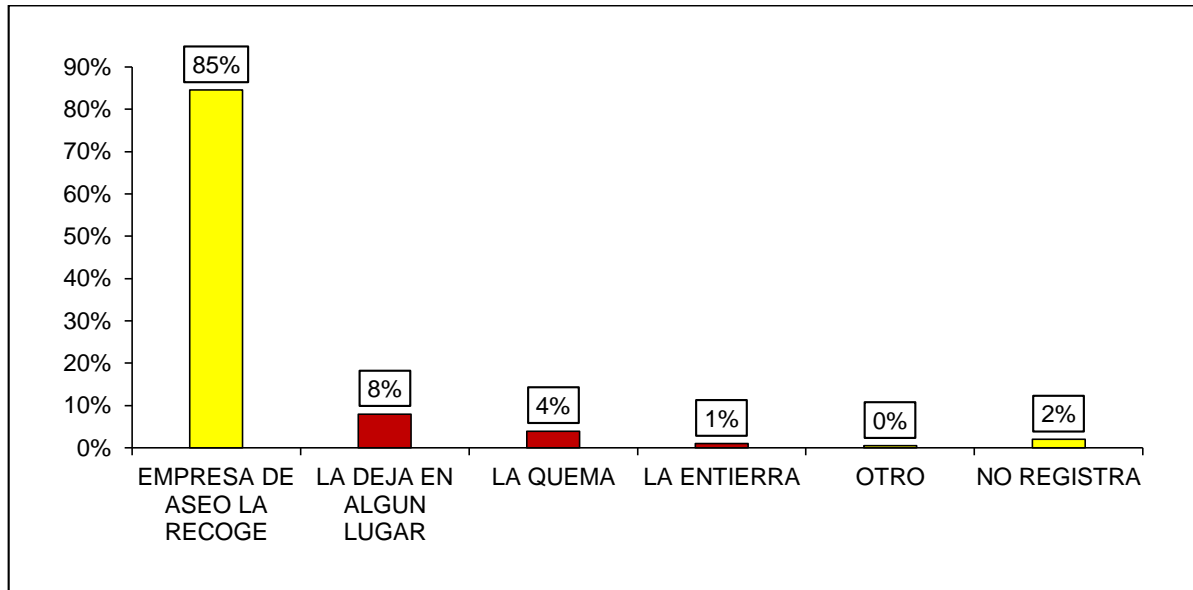 90%
80%
70%
60%
50%
40%
30%
20%
10%
0%
85%
8%
4%
1%
0%
2%
EMPRESA DE
ASEO LA
RECOGE
LA DEJA EN
ALGUN
LUGAR
LA QUEMA
LA ENTIERRA
OTRO
NO REGISTRA